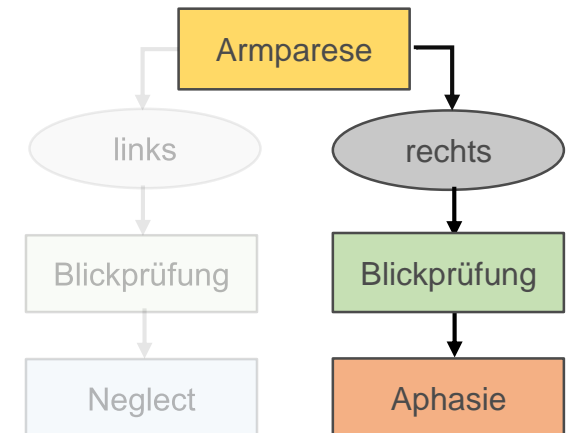 Armparese
links
rechts
Blickprüfung
Blickprüfung
Neglect
Aphasie